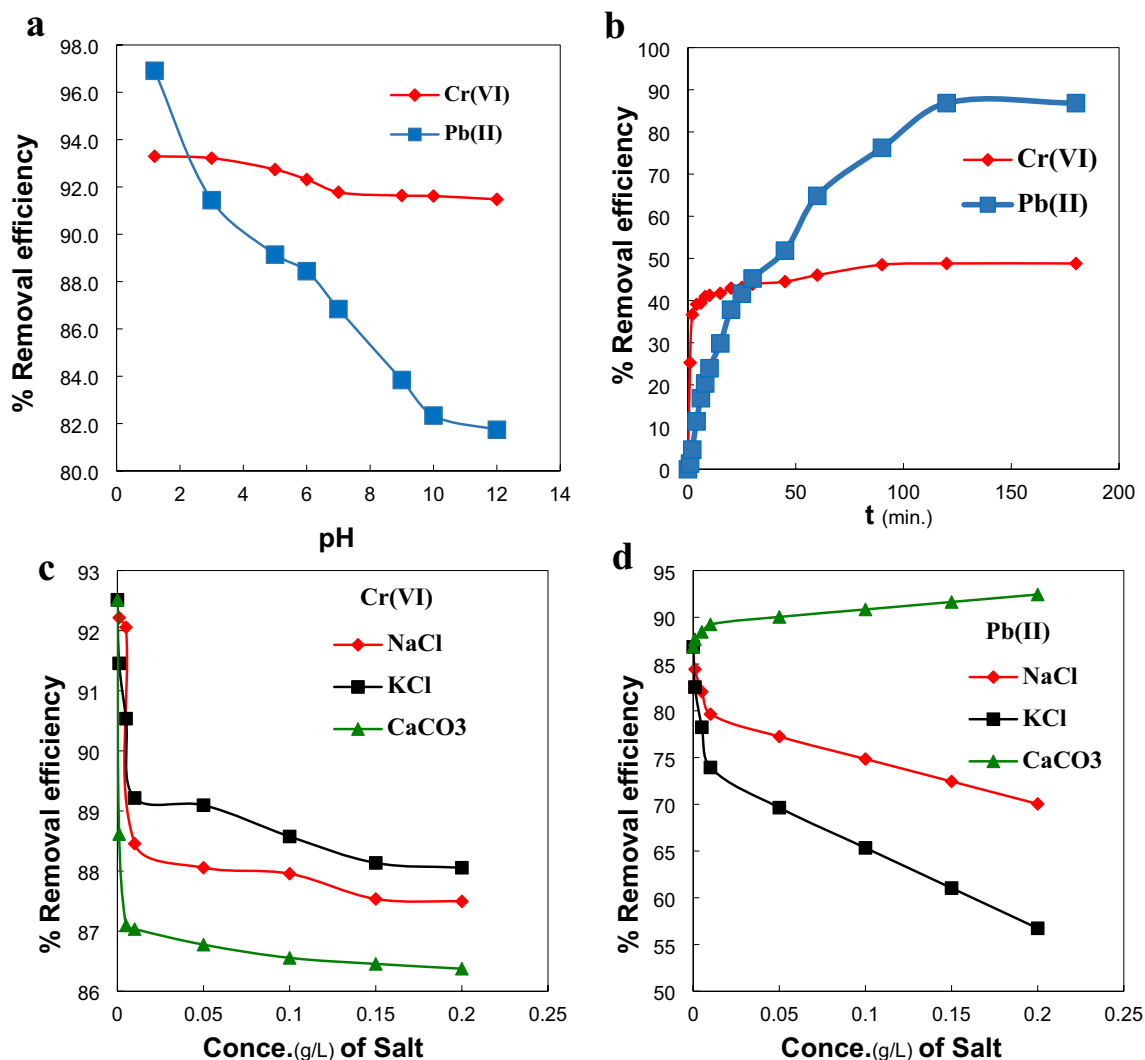 a
98.0
96.0
94.0
92.0
90.0
88.0
86.0
84.0
82.0
80.0
0 2 4 6 8 10 12 14
% Removal efficiency
pH
Cr(VI)
Pb(II)
b
100
90
80
70
60
50
40
30
20
10
0
0 50 100 150 200
% Removal efficiency
t (min.)
Cr(VI)
Pb(II)
c
93
92
91
90
89
88
87
86
0 0.05 0.1 0.15 0.2 0.25
% Removal efficiency
Conce.(g/L) of Salt
Cr(VI)
NaCl
KCl
CaCO3
d
95
90
85
80
75
70
65
60
55
50
0 0.05 0.1 0.15 0.2 0.25
% Removal efficiency
Conce.(g/L) of Salt
Pb(II)
NaCl
KCl
CaCO3